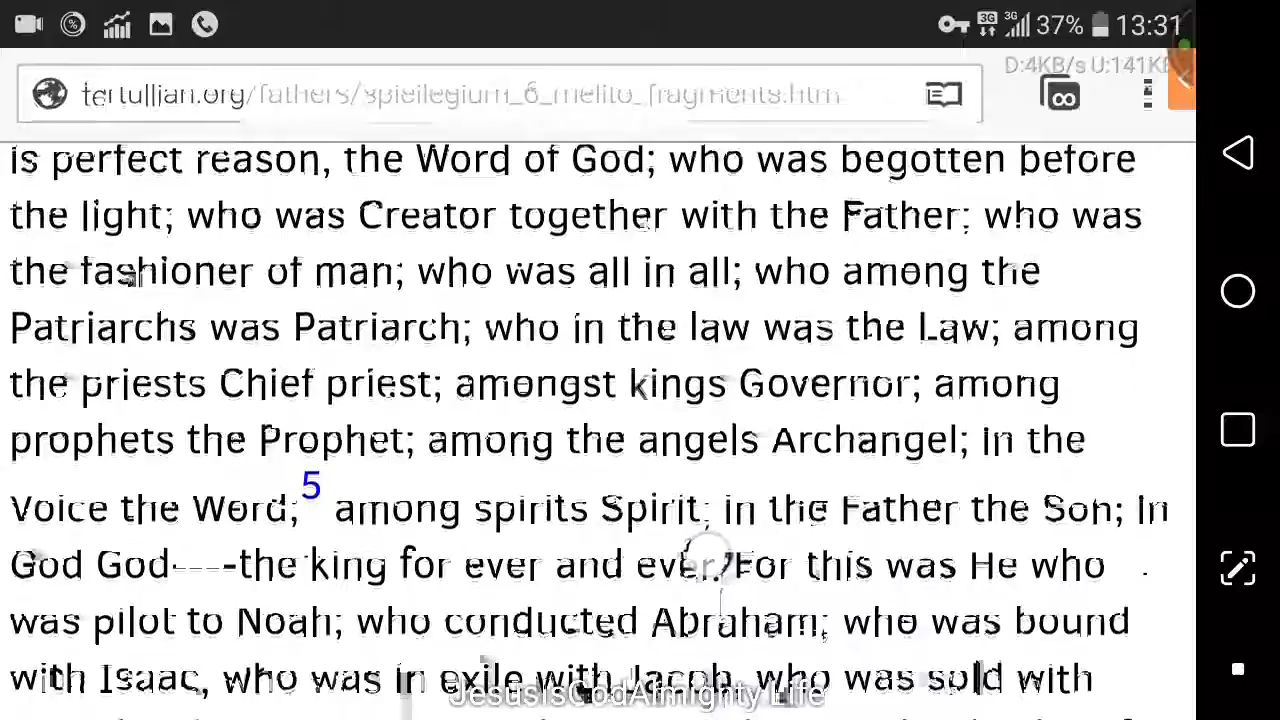 37% 13:31
D:4KB/s U:141KB
tertullian.org/fathers/spicilegium_6_melito_fragments.htm
is perfect reason, the Word of God; who was begotten before
the light; who was Creator together with the Father; who was
the fashioner of man; who was all in all; who among the
Patriarchs was Patriarch; who in the law was the Law; among
the priests Chief priest; amongst kings Governor; among
prophets the Prophet; among the angels Archangel; in the
Voice the Word;5 among spirits Spirit; in the Father the Son; in
God God----the king for ever and ever. For this was He who
was pilot to Noah; who conducted Abraham; who was bound
with Isaac, who was in exile with Jacob, who was sold with
JesusIsGodAlmighty Life